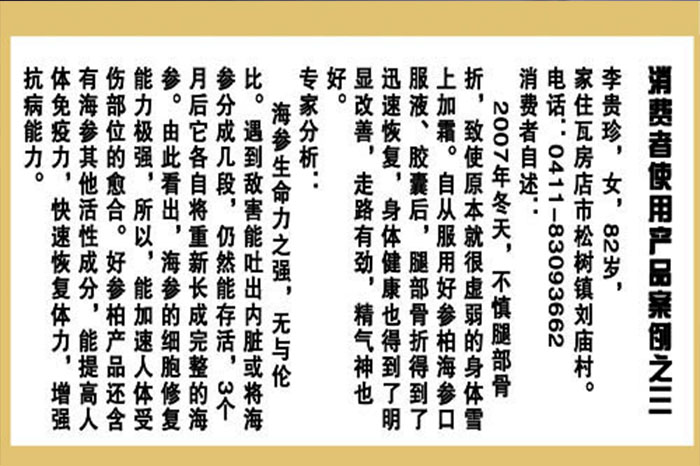 消费者使用产品案例之三
李贵珍，女，82岁，
家住瓦房店市松树镇刘庙村。
电话：0411-83093662
消费者自述：
2007年冬天，不慎腿部骨
折，致使原本就很虚弱的身体雪
上加霜。自从服用好参柏海参口
服液、胶囊后，腿部骨折得到了
迅速恢复，身体健康也得到了明
显改善，走路有劲，精气神也
好。
专家分析：
海参生命力之强，无与伦
比。遇到敌害能吐出内脏或将海
参分成几段，仍然能存活，3个
月后它各自将重新长成完整的海
参。由此看出，海参的细胞修复
能力极强，所以，能加速人体受
伤部位的愈合。好参柏产品还含
有海参其他活性成分，能提高人
体免疫力，快速恢复体力，增强
抗病能力。